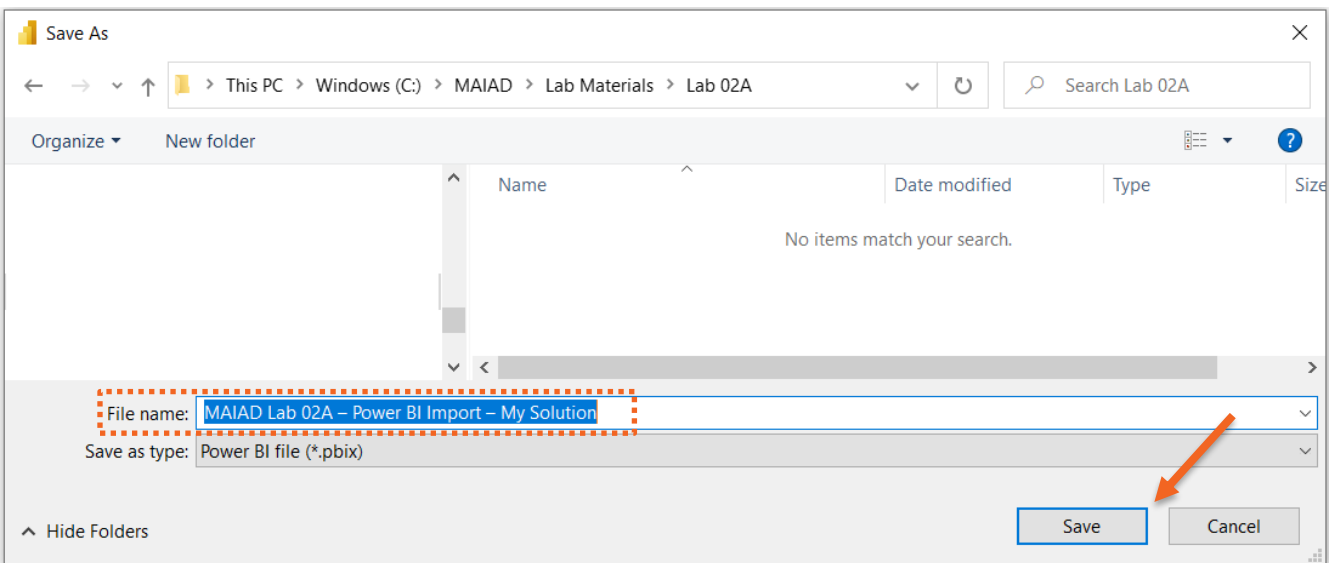 Save As
This PC > Windows (C:) > MAIAD > Lab Materials > Lab 02A
Search Lab 02A
Organize
New folder
?
Name
Date modified
Type
Size
No items match your search.
File name: MAIAD Lab 02A – Power BI Import – My Solution
Save as type: Power BI file (*.pbix)
Hide Folders
Save
Cancel